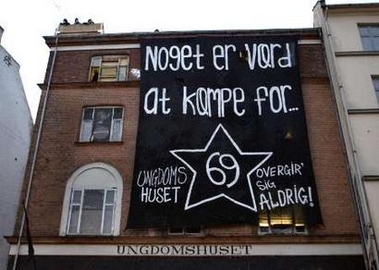 Noget er værd
at kæmpe for...
UNGDOMS
HUSET
69
OVERGIR'
SIG
ALDRIG!
UNGDOMSHUSET